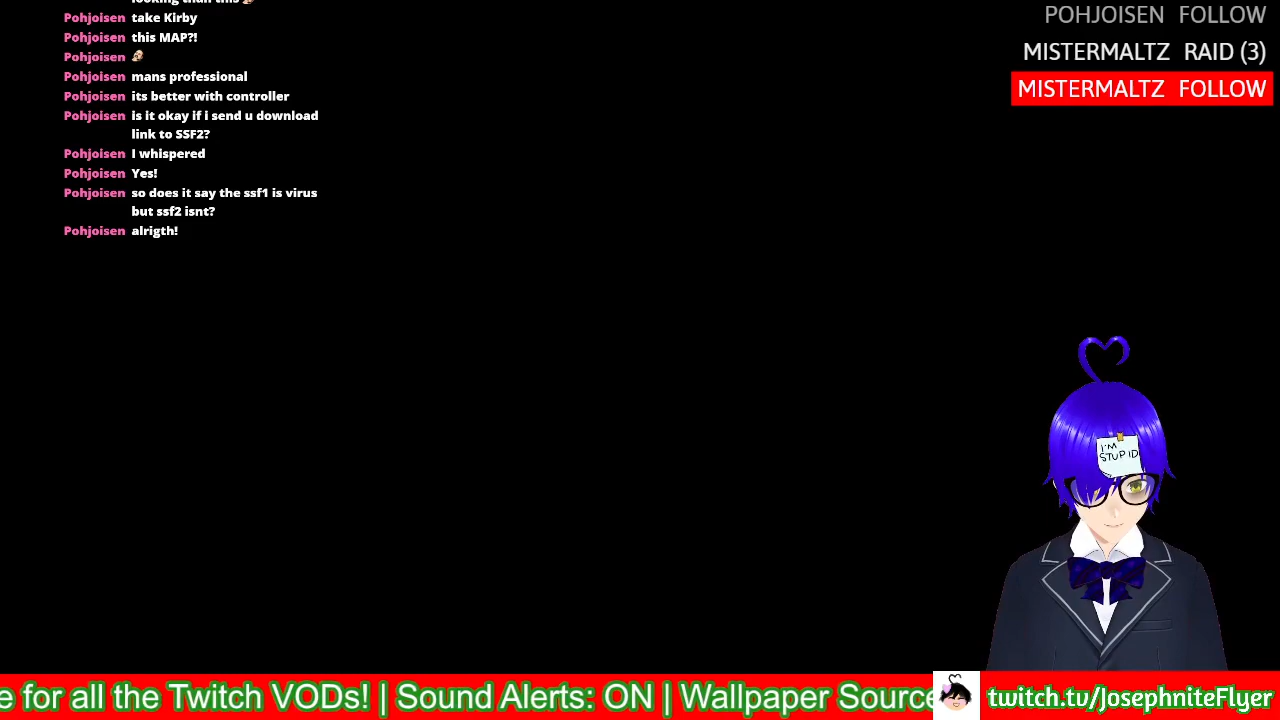 looking than this
Pohjoisen take Kirby
Pohjoisen this MAP?!
Pohjoisen
Pohjoisen mans professional
Pohjoisen its better with controller
Pohjoisen is it okay if i send u download
link to SSF2?
Pohjoisen I whispered
Pohjoisen Yes!
Pohjoisen so does it say the ssf1 is virus
but ssf2 isnt?
Pohjoisen alrigth!
POHJOISEN FOLLOW
MISTERMALTZ RAID (3)
MISTERMALTZ FOLLOW
I'M
STUPID
e for all the Twitch VODs! | Sound Alerts: ON | Wallpaper Source
twitch.tv/JosephniteFlyer